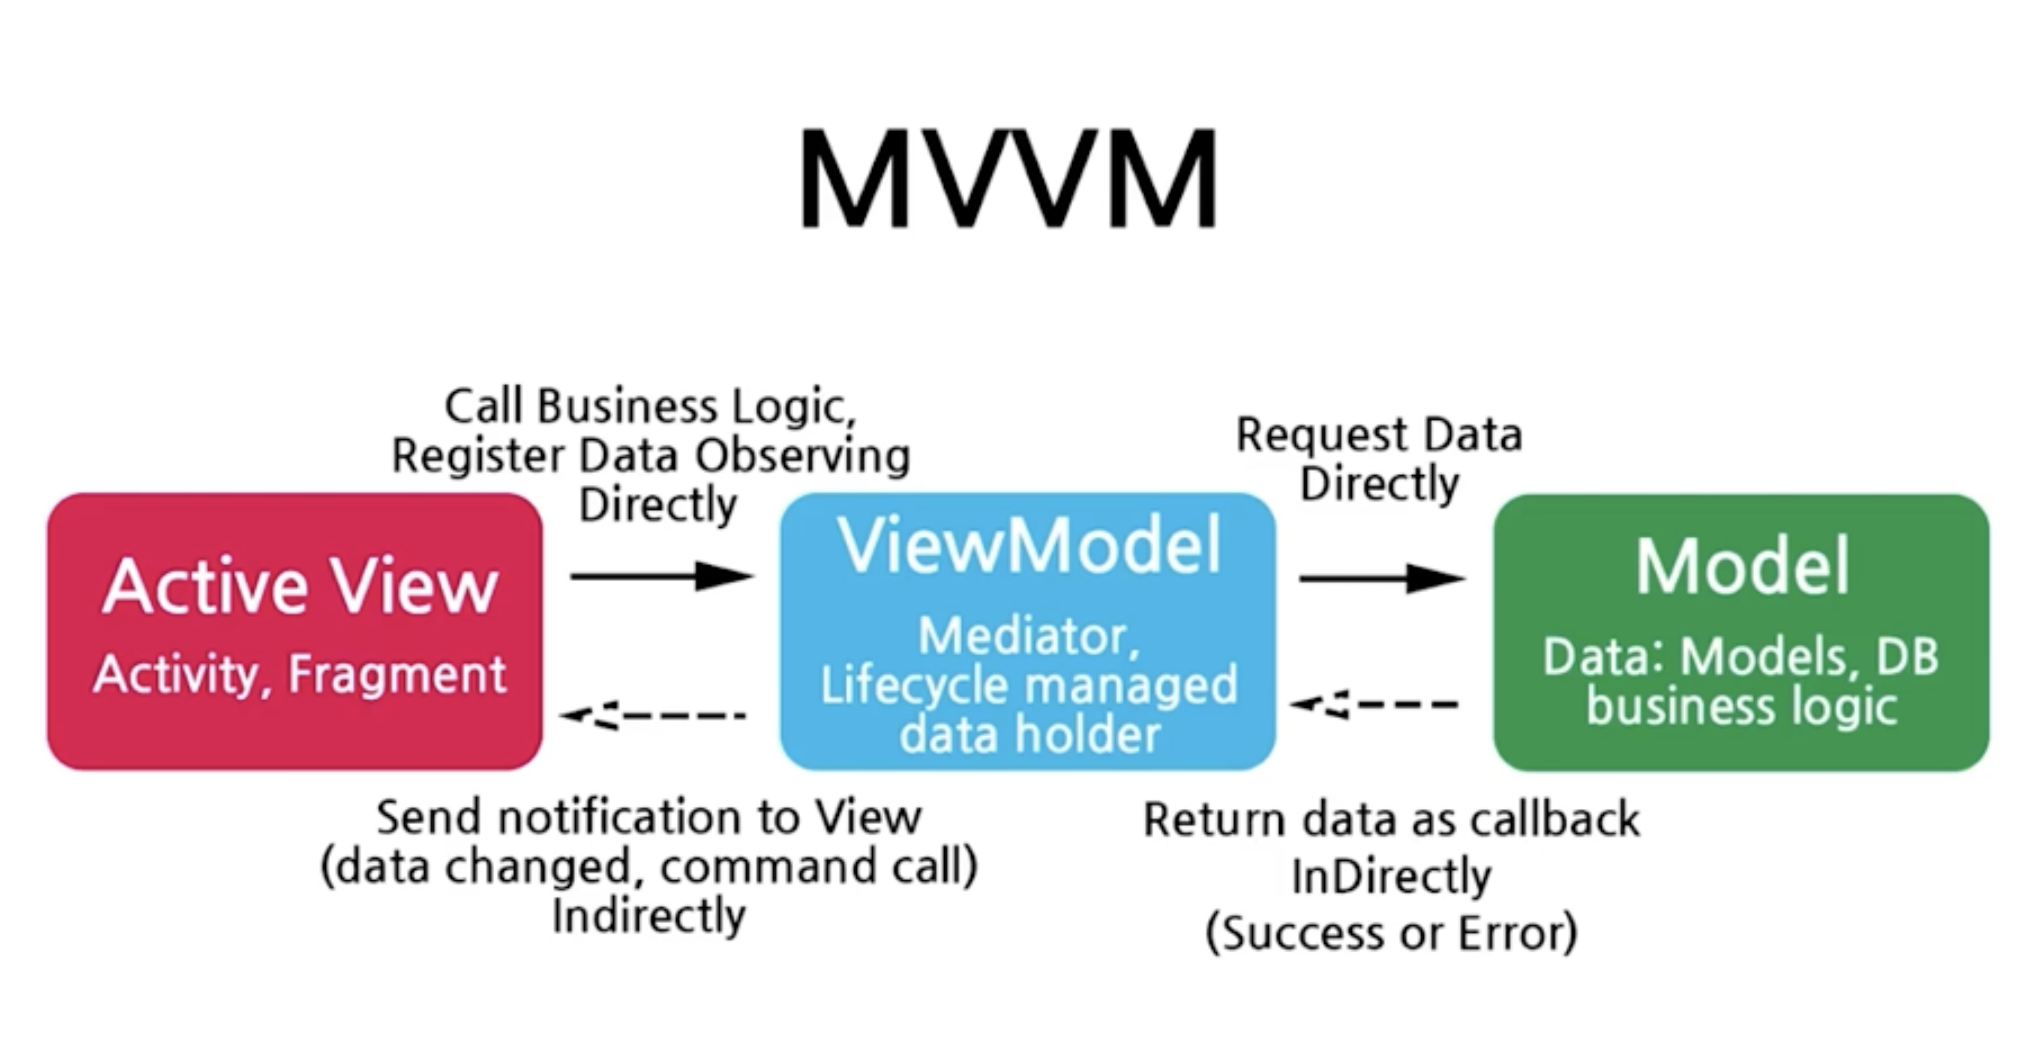 MVVM
Call Business Logic,
Register Data Observing
Directly
Request Data
Directly
Active View
Activity, Fragment
ViewModel
Mediator,
Lifecycle managed
data holder
Model
Data: Models, DB
business logic
Send notification to View
(data changed, command call)
Indirectly
Return data as callback
InDirectly
(Success or Error)